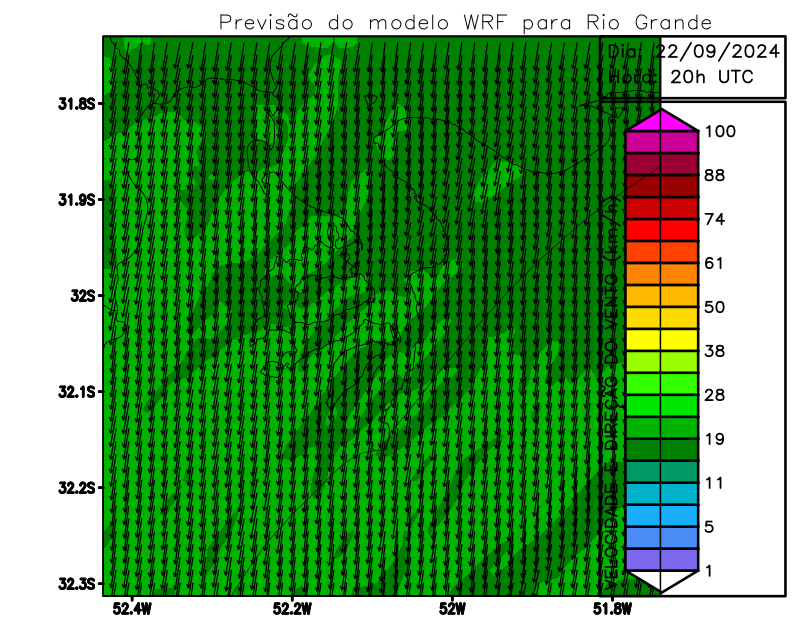 Previsão do modelo WRF para Rio Grande
Dia: 22/09/2024
Hora: 20h UTC
VELOCIDADE E DIREÇÃO DO VENTO (km/h)
100
88
74
61
50
38
28
19
11
5
1
31.8S
31.9S
32S
32.1S
32.2S
32.3S
52.4W
52.2W
52W
51.8W